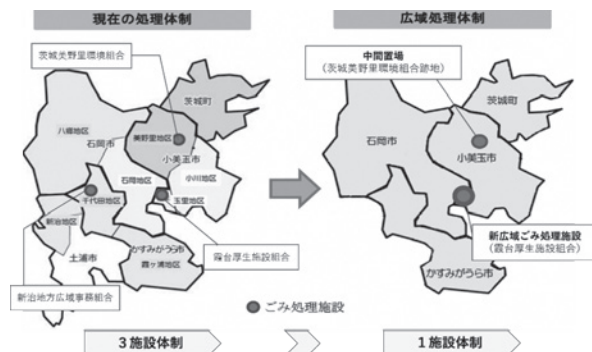 現在の処理体制
茨城美野里環境組合
茨城町
八郷地区
石岡市
美野里地区
小美玉市
石岡地区
小川地区
千代田地区
玉里地区
新治地区
土浦市
かすみがうら市
霞ヶ浦地区
霞台厚生施設組合
新治地方広域事務組合
ごみ処理施設
3施設体制
広域処理体制
中間置場
(茨城美野里環境組合跡地)
茨城町
石岡市
小美玉市
新広域ごみ処理施設
(霞台厚生施設組合)
かすみがうら市
1施設体制